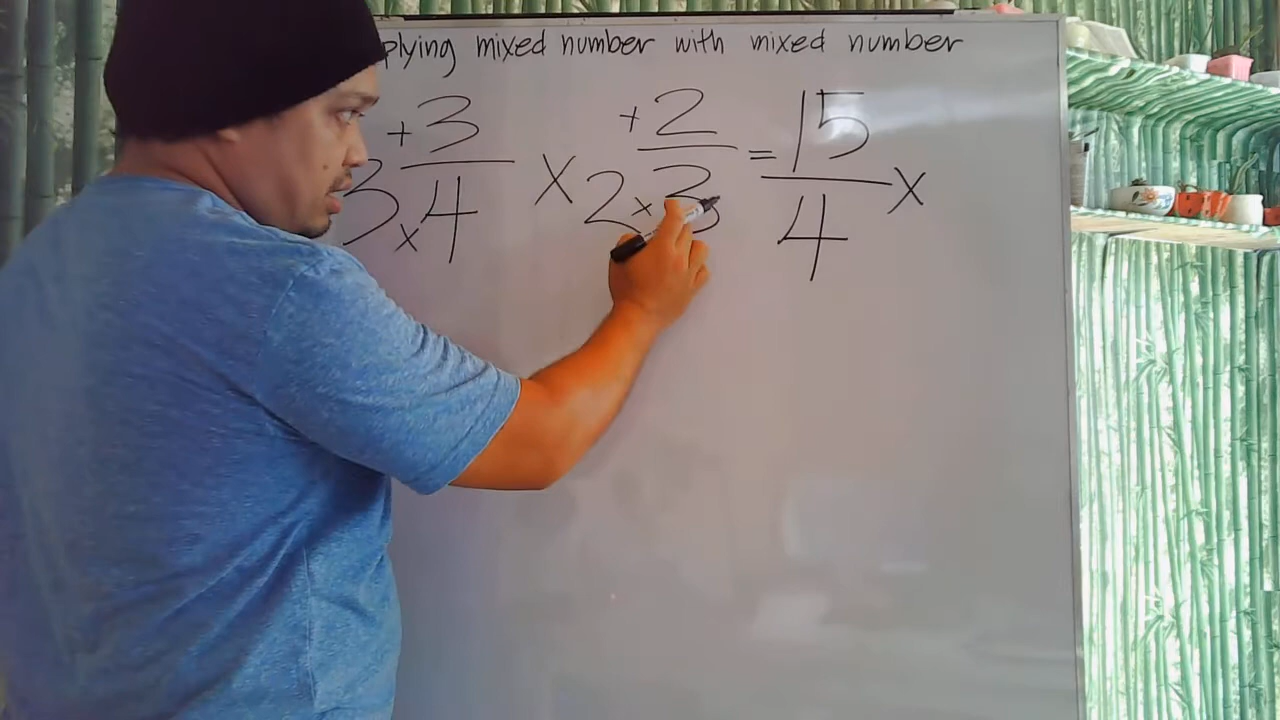 plying mixed number with mixed number
3 x +3/4 X 2 x +2/3 = 15/4 X